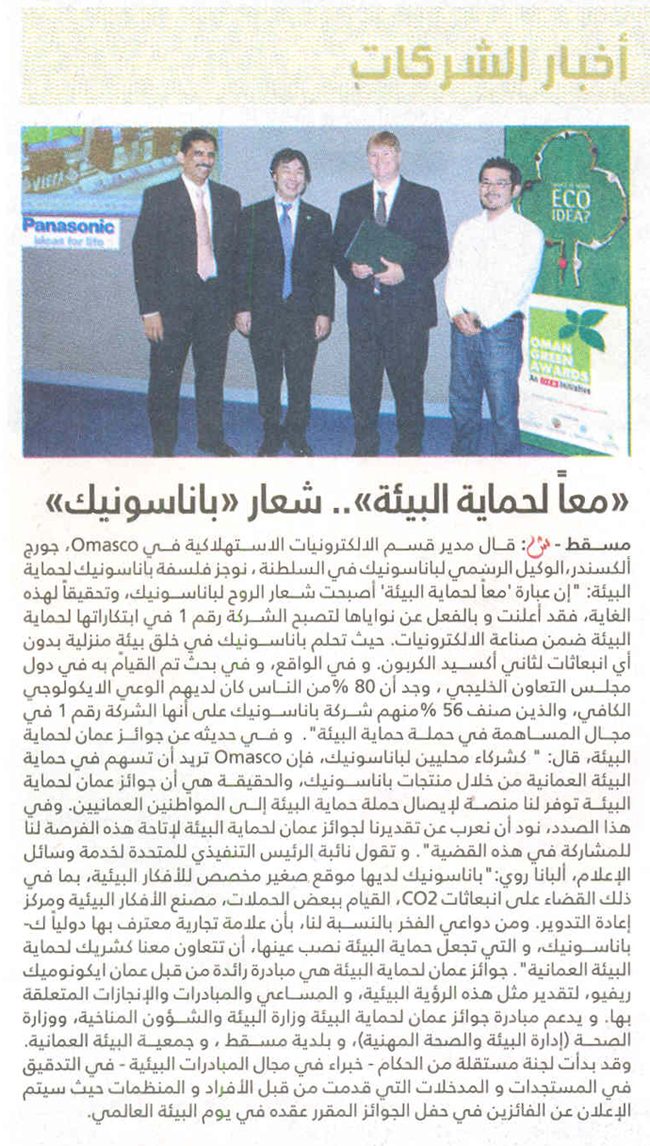 أخبار الشركات
VIERA
Panasonic
ideas for life
ECO
IDEA?
OMAN
GREEN
AWARDS
An Initiative
«معاً لحماية البيئة».. شعار «باناسونيك»
مسقط - ش: قال مدير قسم الالكترونيات الاستهلاكية في Omasco، جورج
ألكسندر،الوكيل الرسمي لباناسونيك في السلطنة ، نوجز فلسفة باناسونيك لحماية
البيئة: "إن عبارة 'معاً لحماية البيئة' أصبحت شعار الروح لباناسونيك، وتحقيقاً لهذه
الغاية، فقد أعلنت و بالفعل عن نواياها لتصبح الشركة رقم 1 في ابتكاراتها لحماية
البيئة ضمن صناعة الالكترونيات. حيث تحلم باناسونيك في خلق بيئة منزلية بدون
أي انبعاثات لثاني أكسيد الكربون. و في الواقع، و في بحث تم القيام به في دول
مجلس التعاون الخليجي ، وجد أن 80 %من الناس كان لديهم الوعي الايكولوجي
الكافي، والذين صنف 56 %منهم شركة باناسونيك على أنها الشركة رقم 1 في
مجال المساهمة في حملة حماية البيئة". و في حديثه عن جوائز عمان لحماية
البيئة، قال: " كشركاء محليين لباناسونيك، فإن Omasco تريد أن تسهم في حماية
البيئة العمانية من خلال منتجات باناسونيك، والحقيقة هي أن جوائز عمان لحماية
البيئة توفر لنا منصة لإيصال حملة حماية البيئة إلى المواطنين العمانيين. وفي
هذا الصدد، نود أن نعرب عن تقديرنا لجوائز عمان لحماية البيئة لإتاحة هذه الفرصة لنا
للمشاركة في هذه القضية". و تقول نائبة الرئيس التنفيذي للمتحدة لخدمة وسائل
الإعلام، ألبانا روي:"باناسونيك لديها موقع صغير مخصص للأفكار البيئية، بما في
ذلك القضاء على انبعاثات CO2، القيام ببعض الحملات، مصنع الأفكار البيئية ومركز
إعادة التدوير. ومن دواعي الفخر بالنسبة لنا، بأن علامة تجارية معترف بها دولياً ك-
باناسونيك، و التي تجعل حماية البيئة نصب عينها، أن تتعاون معنا كشريك لحماية
البيئة العمانية". جوائز عمان لحماية البيئة هي مبادرة رائدة من قبل عمان ايكونوميك
ريفيو، لتقدير مثل هذه الرؤية البيئية، و المساعي والمبادرات والإنجازات المتعلقة
بها. و يدعم مبادرة جوائز عمان لحماية البيئة وزارة البيئة والشؤون المناخية، ووزارة
الصحة (إدارة البيئة والصحة المهنية)، و بلدية مسقط ، و جمعية البيئة العمانية.
وقد بدأت لجنة مستقلة من الحكام - خبراء في مجال المبادرات البيئية - في التدقيق
في المستجدات و المدخلات التي قدمت من قبل الأفراد و المنظمات حيث سيتم
الإعلان عن الفائزين في حفل الجوائز المقرر عقده في يوم البيئة العالمي.